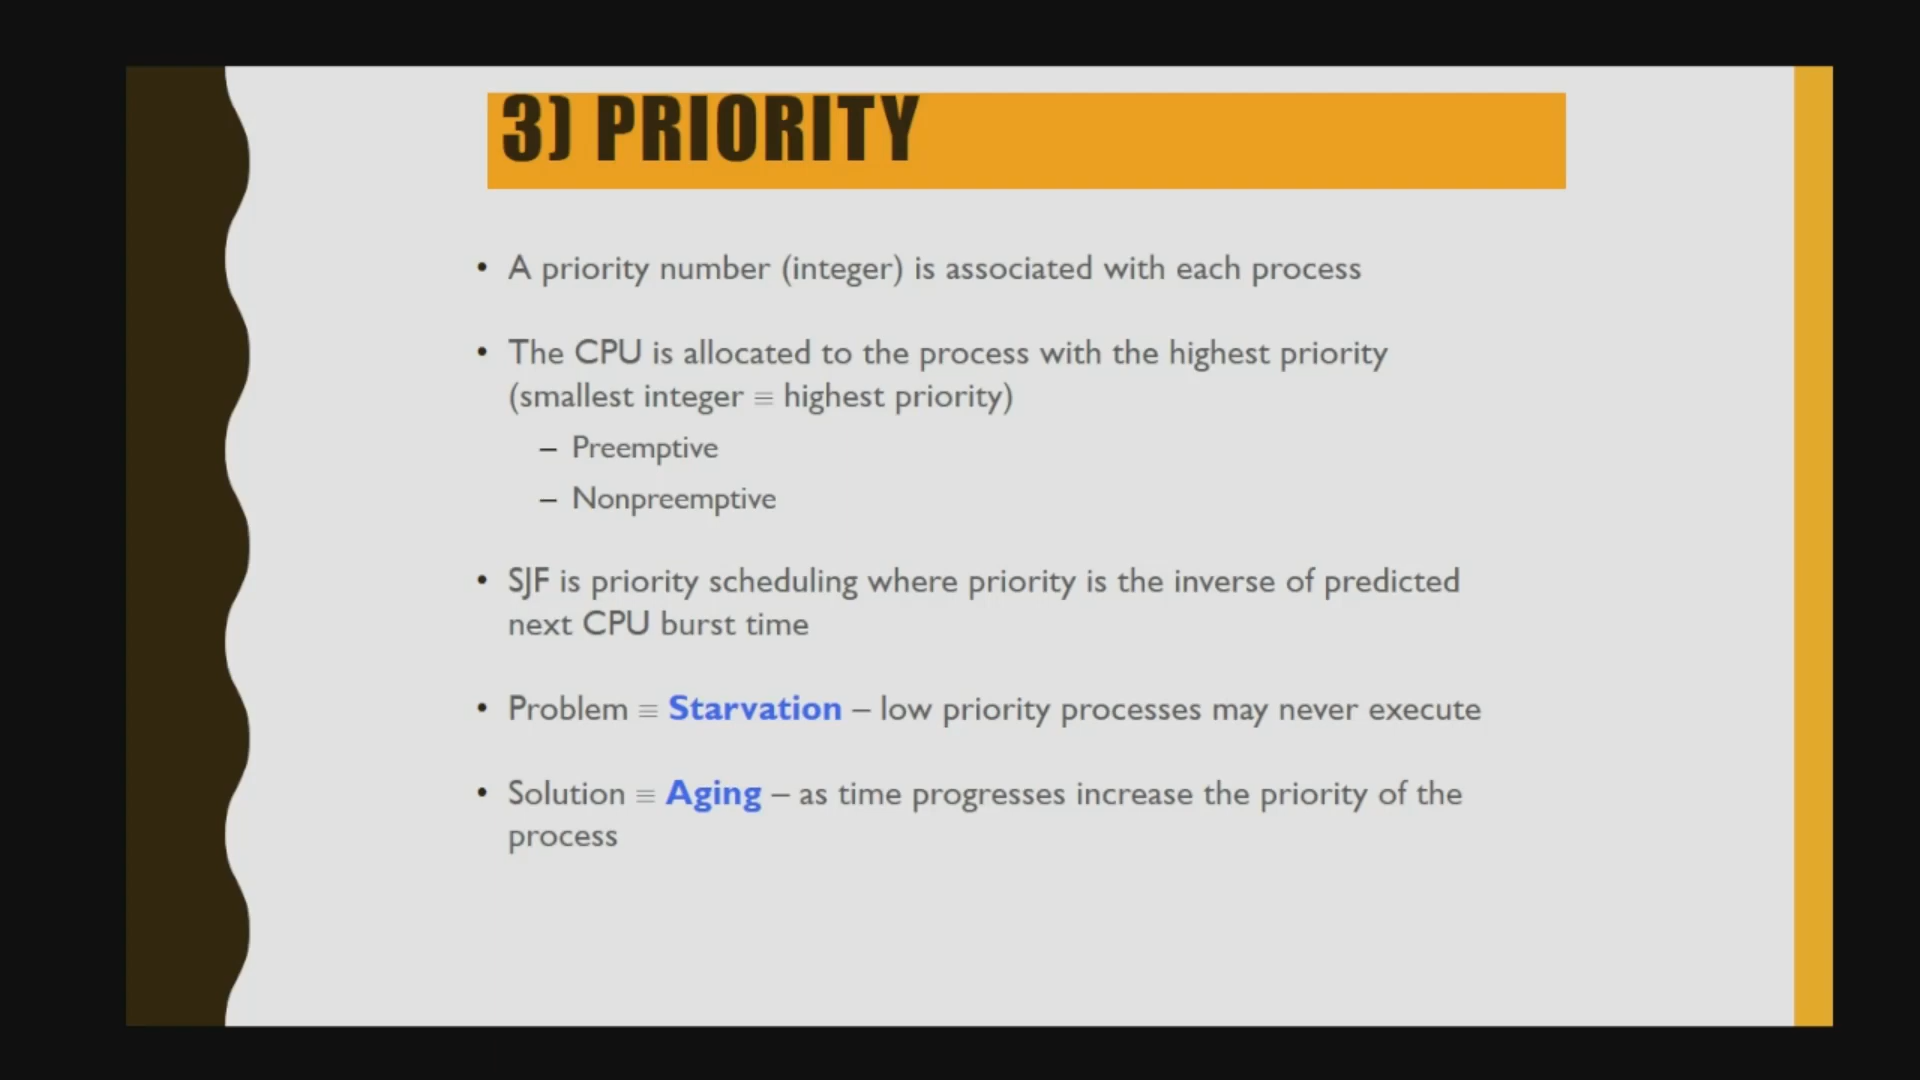 3) PRIORITY
• A priority number (integer) is associated with each process
• The CPU is allocated to the process with the highest priority
(smallest integer ≡ highest priority)
– Preemptive
– Nonpreemptive
• SJF is priority scheduling where priority is the inverse of predicted
next CPU burst time
• Problem ≡ Starvation – low priority processes may never execute
• Solution ≡ Aging – as time progresses increase the priority of the
process